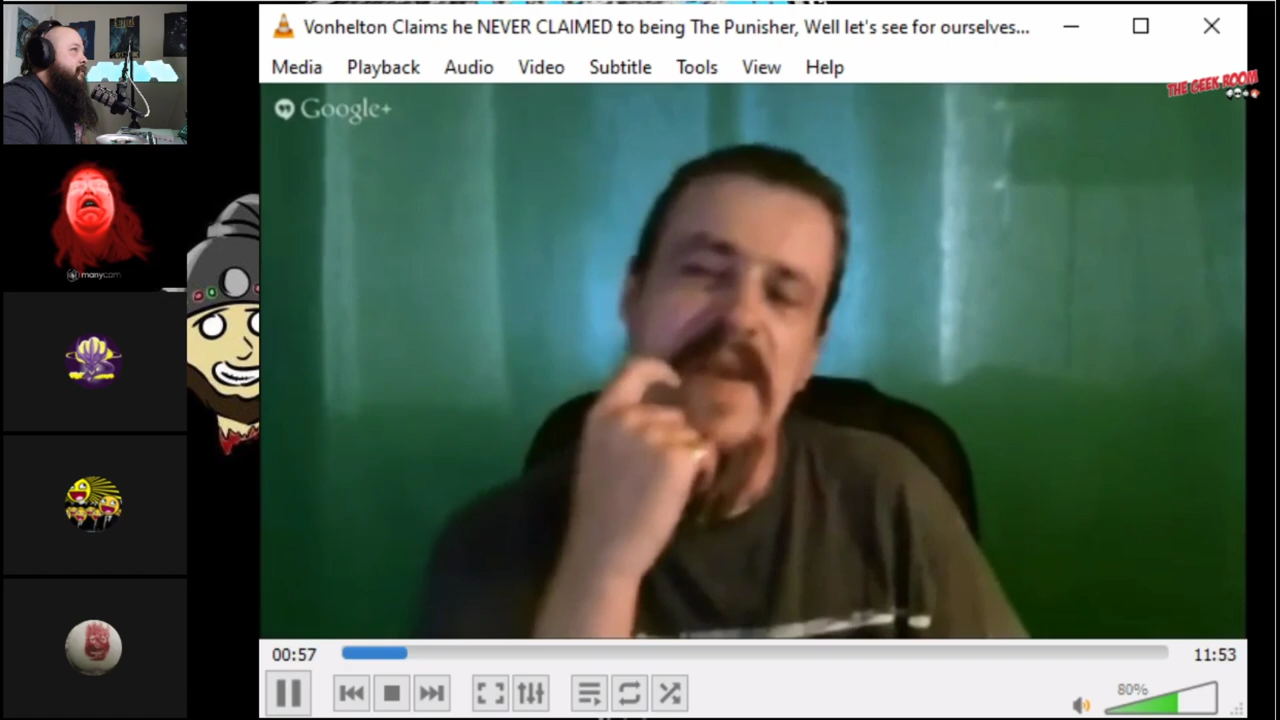 Vonhelton Claims he NEVER CLAIMED to being The Punisher, Well let's see for ourselves...
Media Playback Audio Video Subtitle Tools View Help
THE GEEK ROOM
Google+
manycam
00:57
11:53
80%